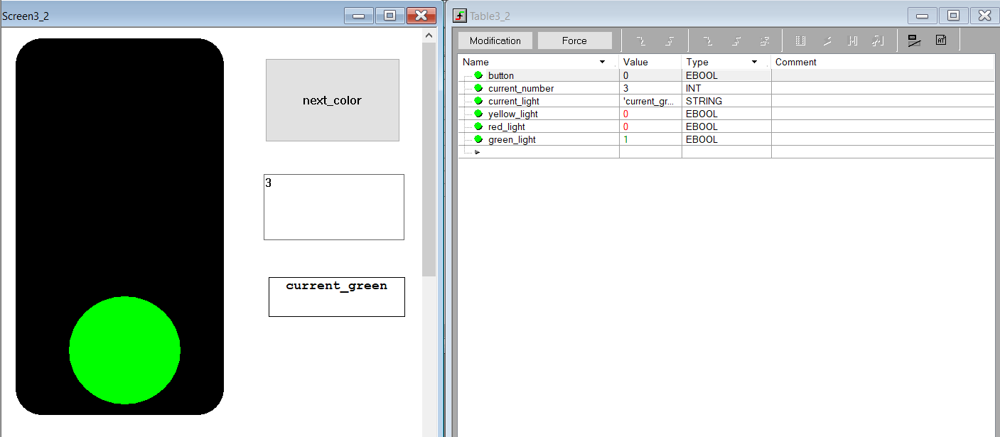 Screen3_2
next_color
3
current_green
Table3_2
Modification Force
Name Value Type Comment
button 0 EBOOL
current_number 3 INT
current_light 'current_gr... STRING
yellow_light 0 EBOOL
red_light 0 EBOOL
green_light 1 EBOOL